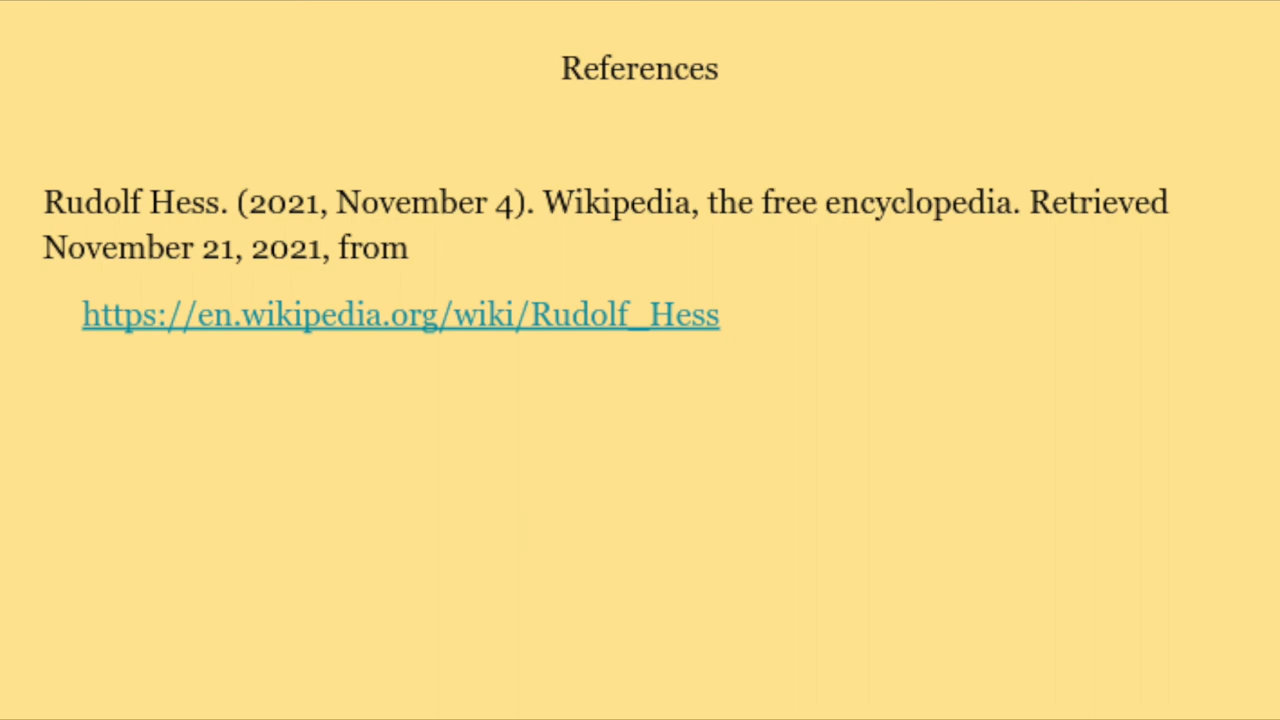 References
Rudolf Hess. (2021, November 4). Wikipedia, the free encyclopedia. Retrieved
November 21, 2021, from
https://en.wikipedia.org/wiki/Rudolf_Hess